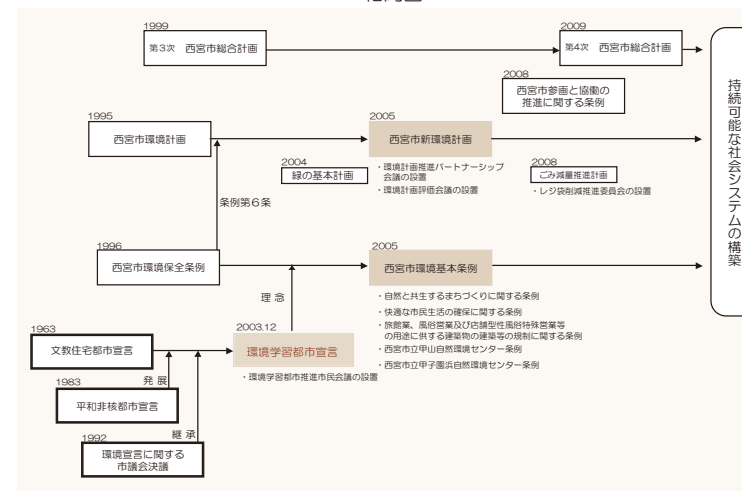 1999
第3次 西宮市総合計画
2009
第4次 西宮市総合計画
2008
西宮市参画と協働の
推進に関する条例
1995
西宮市環境計画
2005
西宮市新環境計画
・環境計画推進パートナーシップ
会議の設置
・環境計画評価会議の設置
2004
緑の基本計画
2008
ごみ減量推進計画
・レジ袋削減推進委員会の設置
条例第6条
1996
西宮市環境保全条例
2005
西宮市環境基本条例
・自然と共生するまちづくりに関する条例
・快適な市民生活の確保に関する条例
・旅館業、風俗営業及び店舗型性風俗特殊営業等
の用途に供する建築物の建築等の規制に関する条例
・西宮市立甲山自然環境センター条例
・西宮市立甲子園浜自然環境センター条例
理 念
1963
文教住宅都市宣言
2003.12
環境学習都市宣言
・環境学習都市推進市民会議の設置
発 展
1983
平和非核都市宣言
継 承
1992
環境宣言に関する
市議会決議
持続可能な社会システムの構築